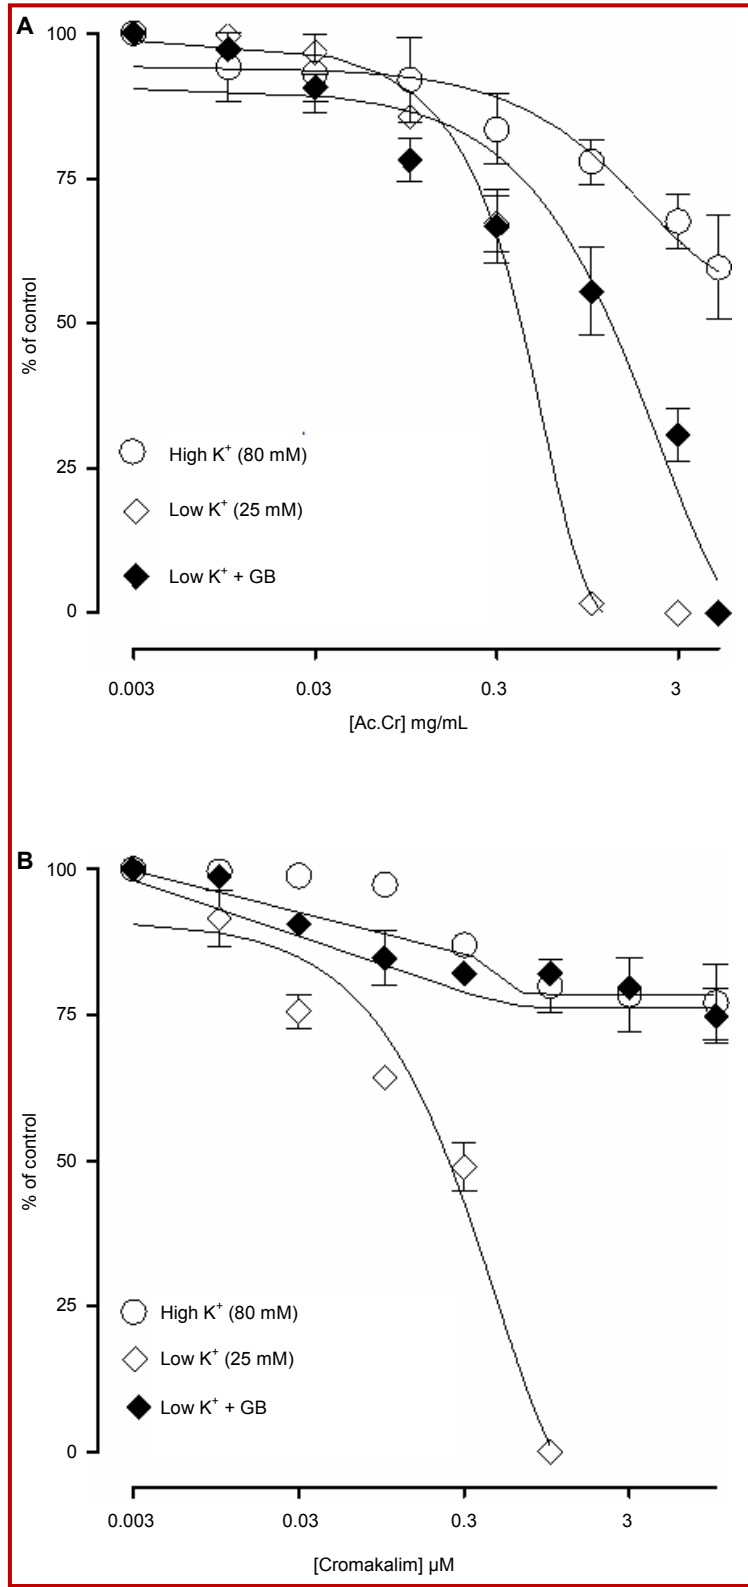 A
100
75
50
25
0
% of control
High K⁺ (80 mM)
Low K⁺ (25 mM)
Low K⁺ + GB
0.003 0.03 0.3 3
[Ac.Cr] mg/mL
B
100
75
50
25
0
% of control
High K⁺ (80 mM)
Low K⁺ (25 mM)
Low K⁺ + GB
0.003 0.03 0.3 3
[Cromakalim] µM